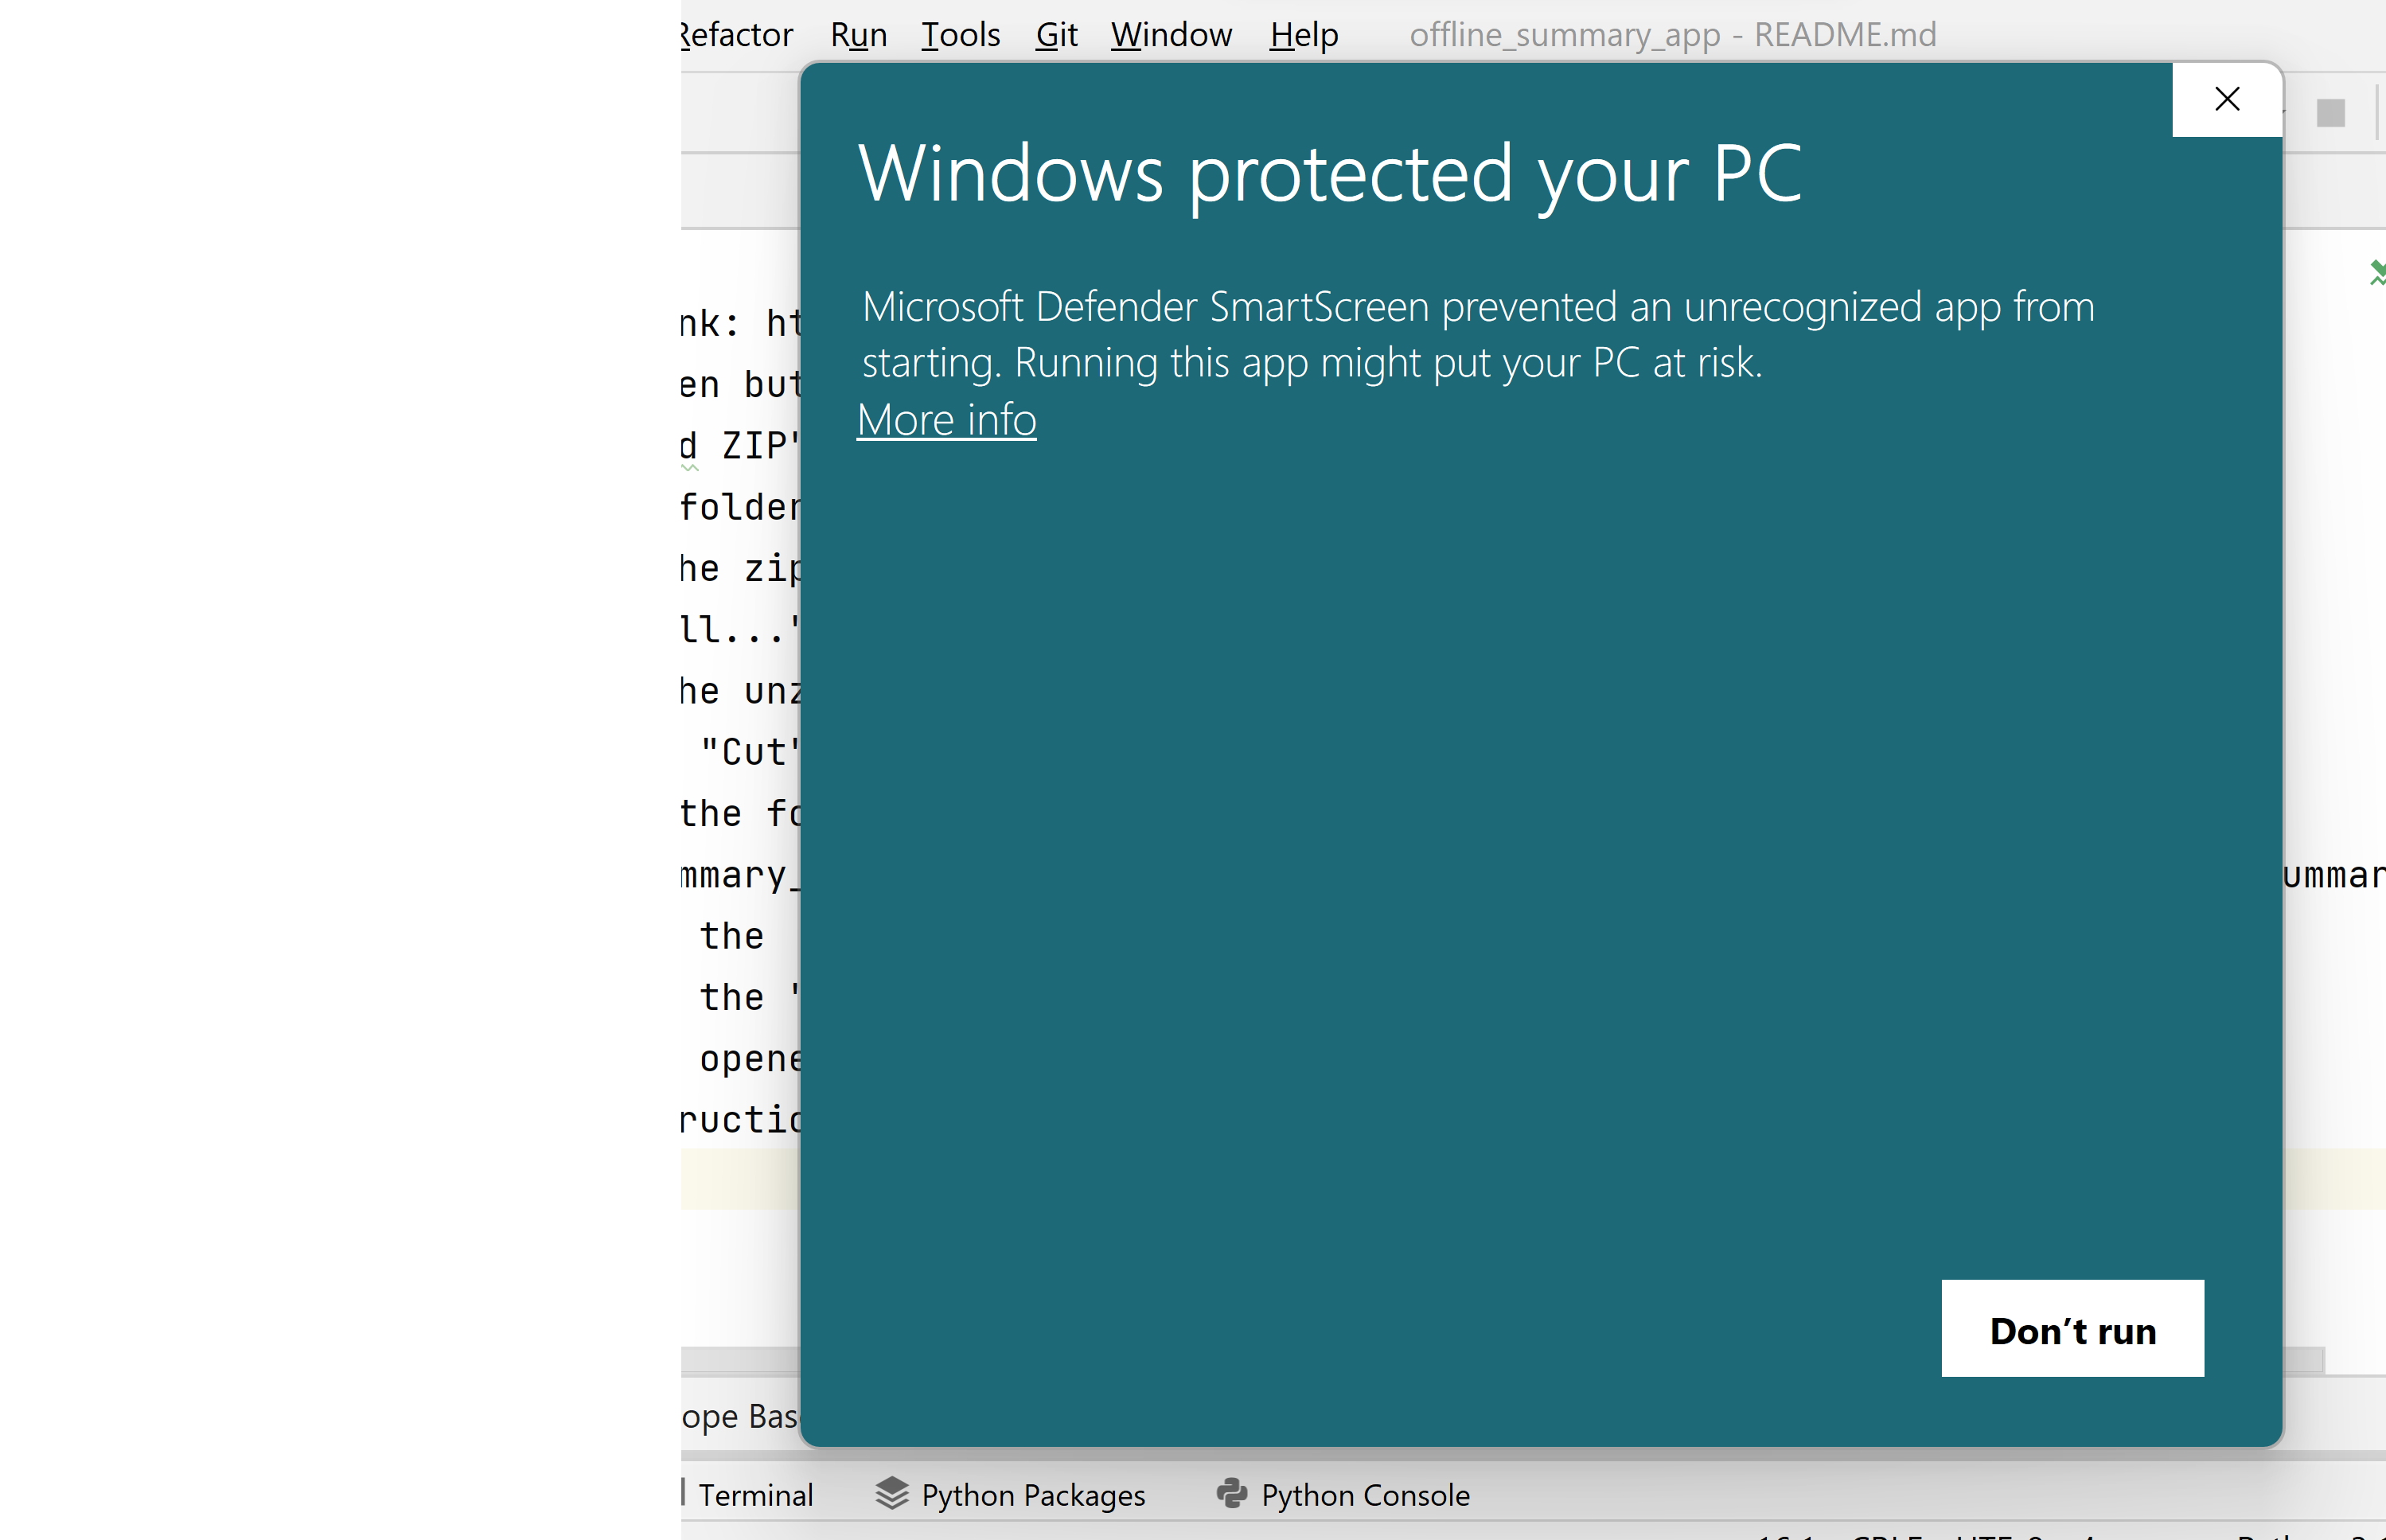 Refactor Run Tools Git Window Help offline_summary_app - README.md
Windows protected your PC
Microsoft Defender SmartScreen prevented an unrecognized app from
starting. Running this app might put your PC at risk.
More info
nk: ht
en but
d ZIP"
folder
he zip
ll..."
he unz
"Cut"
the fo
mmary_ ummar
the
the "
opene
ructio
Don't run
ope Bas
Terminal Python Packages Python Console